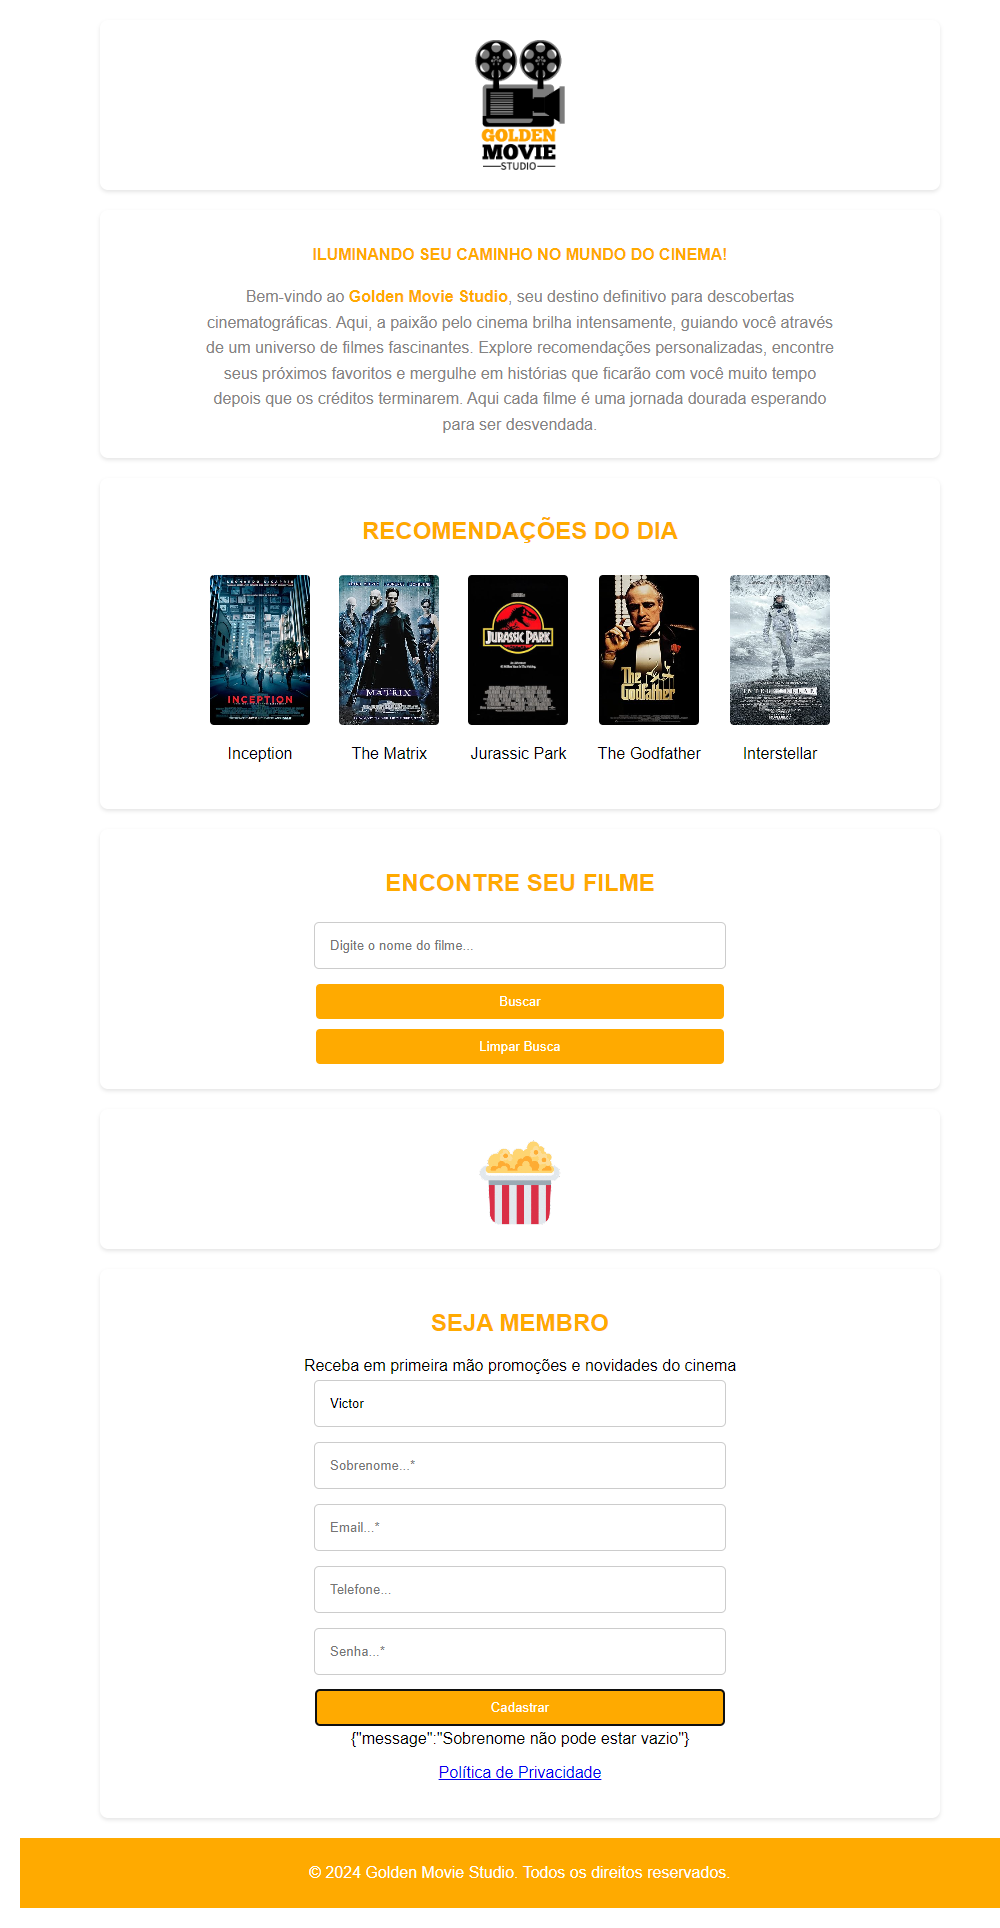 GOLDEN
MOVIE
STUDIO
ILUMINANDO SEU CAMINHO NO MUNDO DO CINEMA!
Bem-vindo ao Golden Movie Studio, seu destino definitivo para descobertas
cinematográficas. Aqui, a paixão pelo cinema brilha intensamente, guiando você através
de um universo de filmes fascinantes. Explore recomendações personalizadas, encontre
seus próximos favoritos e mergulhe em histórias que ficarão com você muito tempo
depois que os créditos terminarem. Aqui cada filme é uma jornada dourada esperando
para ser desvendada.
RECOMENDAÇÕES DO DIA
INCEPTION
MATRIX
JURASSIC PARK
The
Godfather
INTERSTELLAR
Inception
The Matrix
Jurassic Park
The Godfather
Interstellar
ENCONTRE SEU FILME
Digite o nome do filme...
Buscar
Limpar Busca
SEJA MEMBRO
Receba em primeira mão promoções e novidades do cinema
Victor
Sobrenome...*
Email...*
Telefone...
Senha...*
Cadastrar
{"message":"Sobrenome não pode estar vazio"}
Política de Privacidade
© 2024 Golden Movie Studio. Todos os direitos reservados.